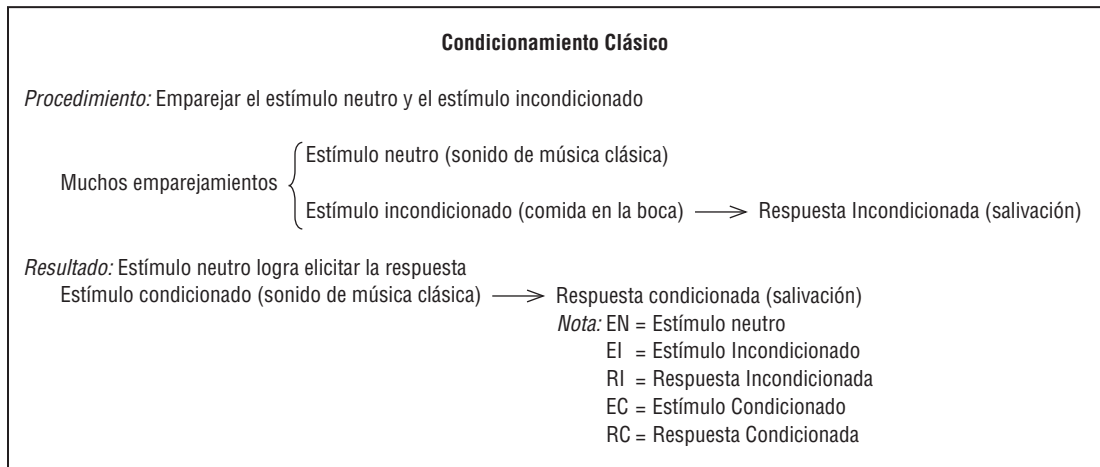 Condicionamiento Clásico
Procedimiento: Emparejar el estímulo neutro y el estímulo incondicionado
Estímulo neutro (sonido de música clásica)
Muchos emparejamientos
Estímulo incondicionado (comida en la boca) → Respuesta Incondicionada (salivación)
Resultado: Estímulo neutro logra elicitar la respuesta
Estímulo condicionado (sonido de música clásica) → Respuesta condicionada (salivación)
Nota: EN = Estímulo neutro
EI = Estímulo Incondicionado
RI = Respuesta Incondicionada
EC = Estímulo Condicionado
RC = Respuesta Condicionada